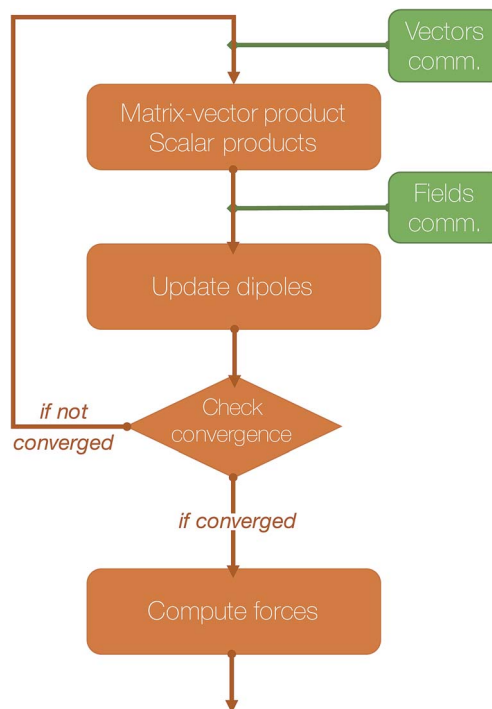 Vectors
comm.
Matrix-vector product
Scalar products
Fields
comm.
Update dipoles
Check
convergence
if not
converged
if converged
Compute forces